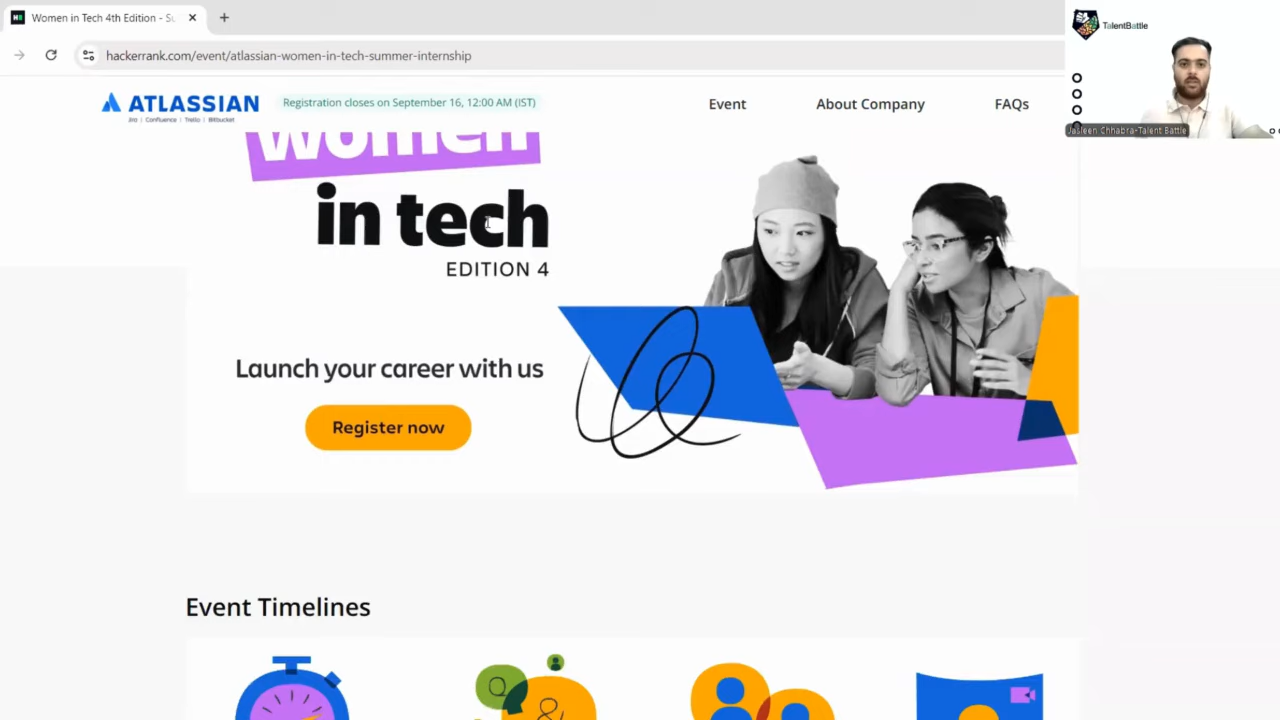 Women in Tech 4th Edition - Su
hackerrank.com/event/atlassian-women-in-tech-summer-internship
TalentBattle
Jasleen Chhabra-Talent Battle
ATLASSIAN
Jira | Confluence | Trello | Bitbucket
Registration closes on September 16, 12:00 AM (IST)
Event
About Company
FAQs
women
in tech
EDITION 4
Launch your career with us
Register now
Event Timelines
Q
&